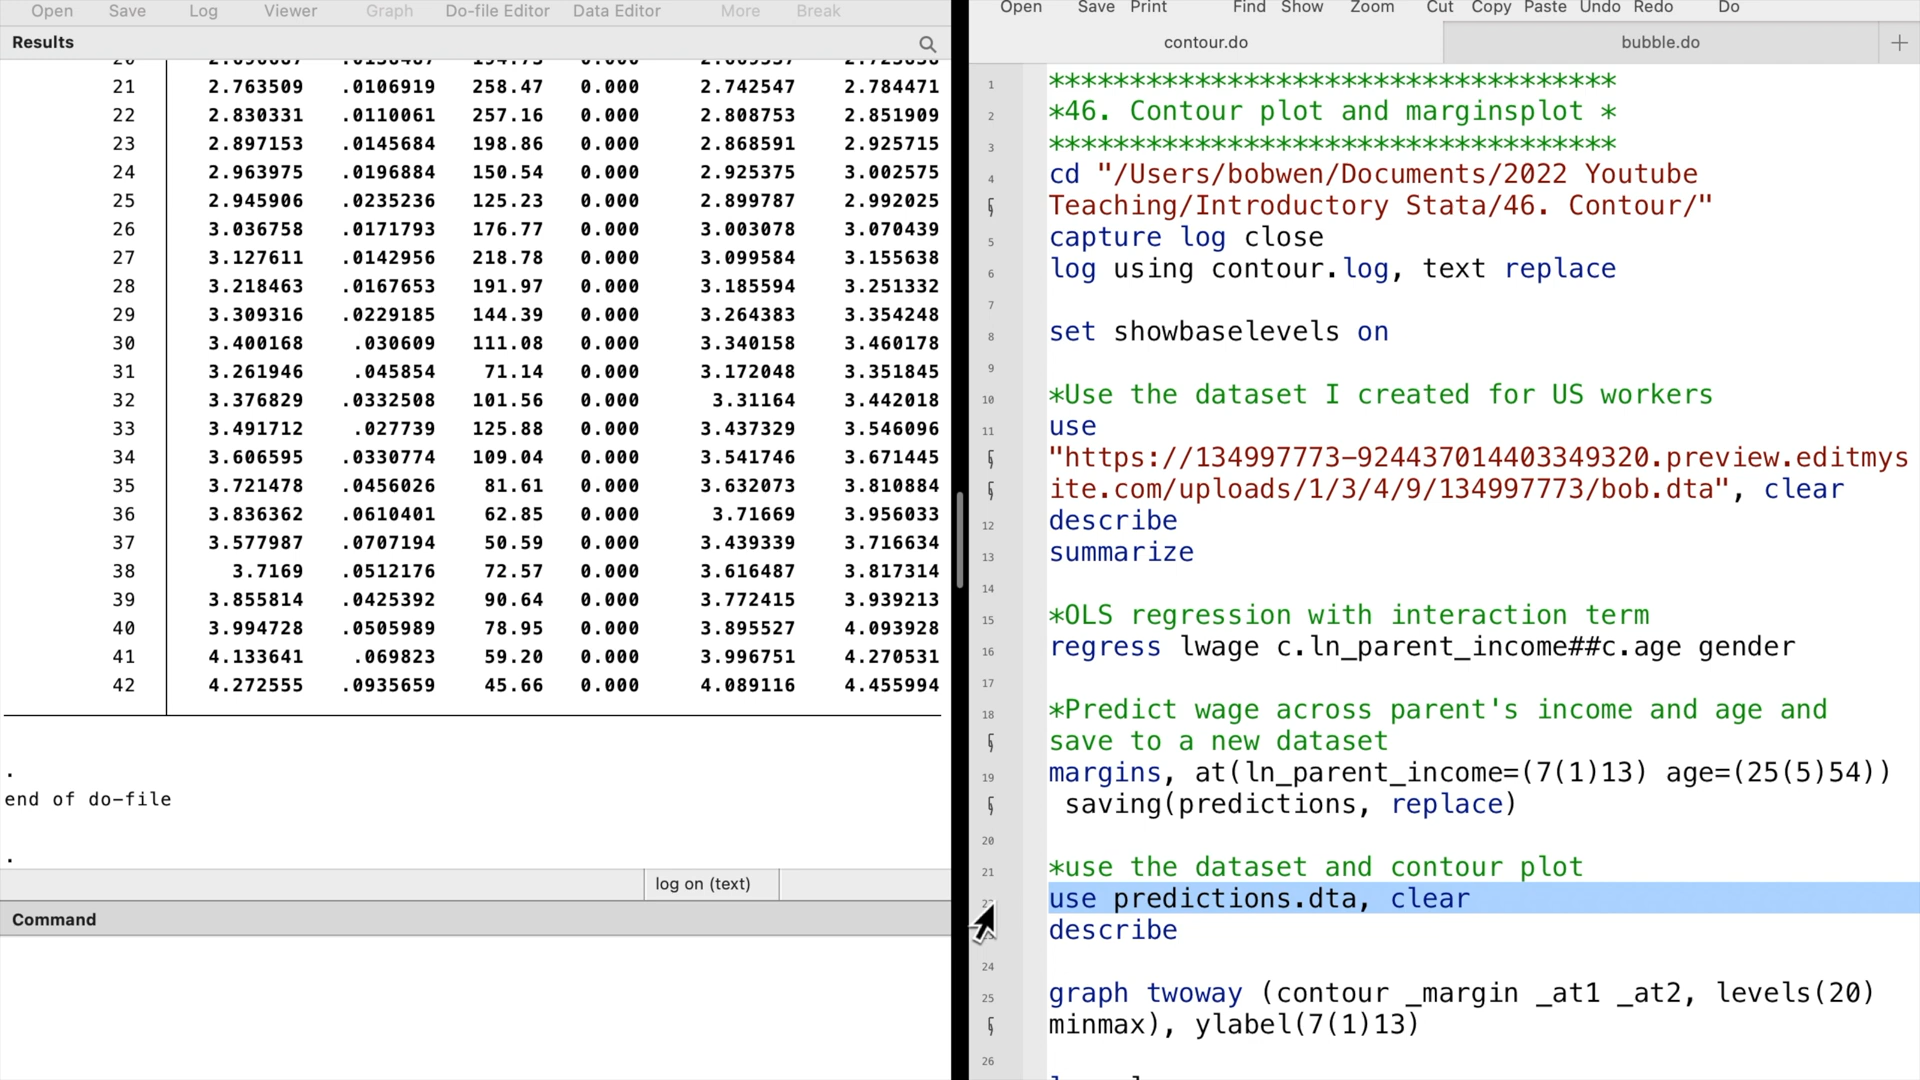 Open Save Log Viewer Graph Do-file Editor Data Editor More Break
Results
21 2.763509 .0106919 258.47 0.000 2.742547 2.784471
22 2.830331 .0110061 257.16 0.000 2.808753 2.851909
23 2.897153 .0145684 198.86 0.000 2.868591 2.925715
24 2.963975 .0196884 150.54 0.000 2.925375 3.002575
25 2.945906 .0235236 125.23 0.000 2.899787 2.992025
26 3.036758 .0171793 176.77 0.000 3.003078 3.070439
27 3.127611 .0142956 218.78 0.000 3.099584 3.155638
28 3.218463 .0167653 191.97 0.000 3.185594 3.251332
29 3.309316 .0229185 144.39 0.000 3.264383 3.354248
30 3.400168 .030609 111.08 0.000 3.340158 3.460178
31 3.261946 .045854 71.14 0.000 3.172048 3.351845
32 3.376829 .0332508 101.56 0.000 3.31164 3.442018
33 3.491712 .027739 125.88 0.000 3.437329 3.546096
34 3.606595 .0330774 109.04 0.000 3.541746 3.671445
35 3.721478 .0456026 81.61 0.000 3.632073 3.810884
36 3.836362 .0610401 62.85 0.000 3.71669 3.956033
37 3.577987 .0707194 50.59 0.000 3.439339 3.716634
38 3.7169 .0512176 72.57 0.000 3.616487 3.817314
39 3.855814 .0425392 90.64 0.000 3.772415 3.939213
40 3.994728 .0505989 78.95 0.000 3.895527 4.093928
41 4.133641 .069823 59.20 0.000 3.996751 4.270531
42 4.272555 .0935659 45.66 0.000 4.089116 4.455994
.
end of do-file
.
log on (text)
Command
Open Save Print Find Show Zoom Cut Copy Paste Undo Redo Do
contour.do bubble.do
1 ***********************************
2 *46. Contour plot and marginsplot *
3 ***********************************
4 cd "/Users/bobwen/Documents/2022 Youtube
Teaching/Introductory Stata/46. Contour/"
5 capture log close
6 log using contour.log, text replace
7
8 set showbaselevels on
9
10 *Use the dataset I created for US workers
11 use
"https://134997773-924437014403349320.preview.editmys
ite.com/uploads/1/3/4/9/134997773/bob.dta", clear
12 describe
13 summarize
14
15 *OLS regression with interaction term
16 regress lwage c.ln_parent_income##c.age gender
17
18 *Predict wage across parent's income and age and
save to a new dataset
19 margins, at(ln_parent_income=(7(1)13) age=(25(5)54))
saving(predictions, replace)
20
21 *use the dataset and contour plot
use predictions.dta, clear
describe
24
25 graph twoway (contour _margin _at1 _at2, levels(20)
minmax), ylabel(7(1)13)
26